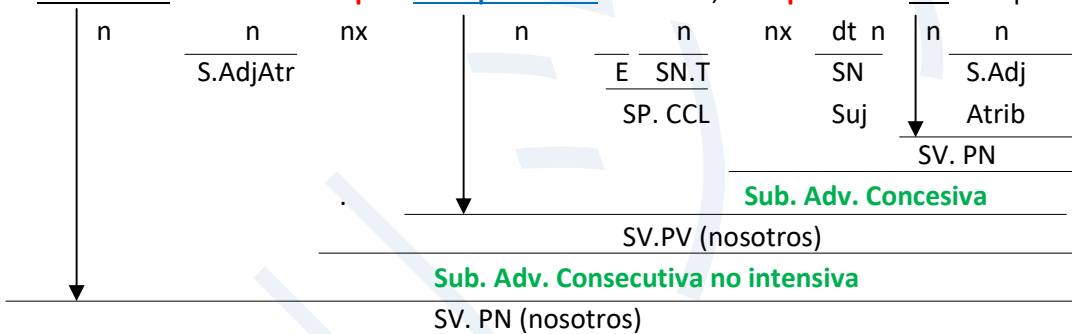 n n nx n n nx dt n n n
S.AdjAtr E SN.T SN S.Adj
SP. CCL Suj Atrib
SV. PN
. Sub. Adv. Concesiva
SV.PV (nosotros)
Sub. Adv. Consecutiva no intensiva
SV. PN (nosotros)